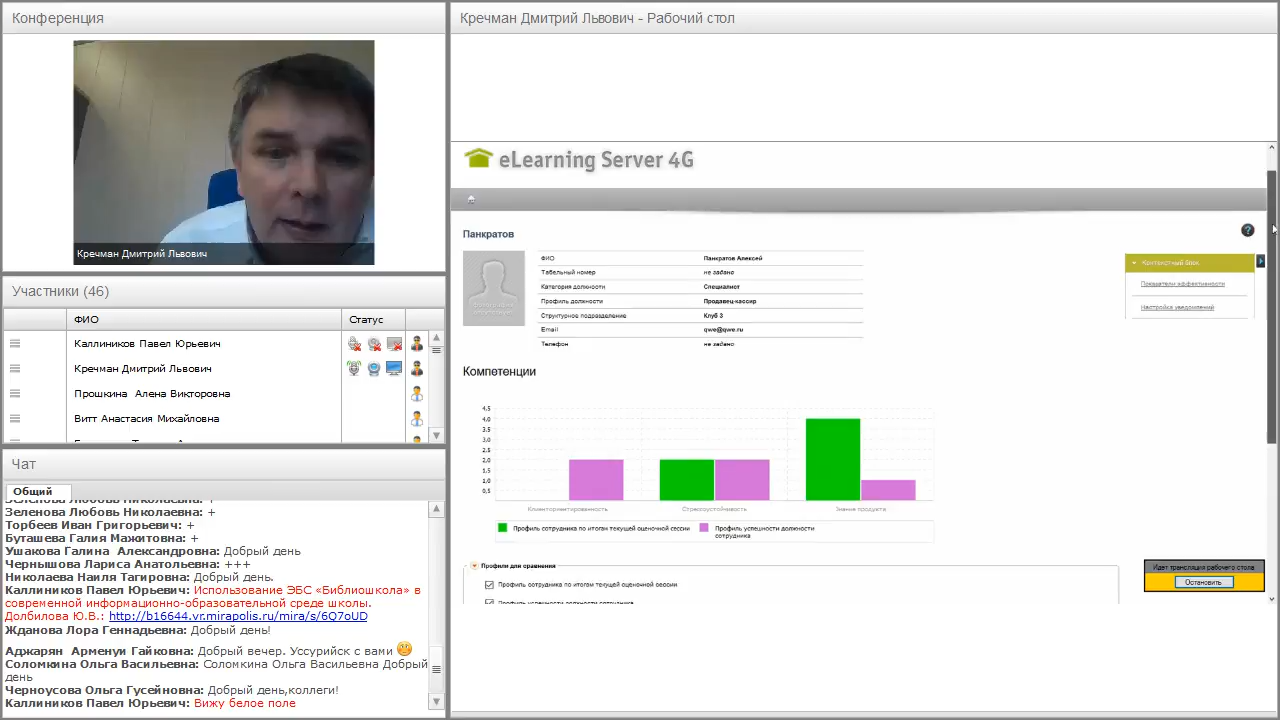 Конференция
Кречман Дмитрий Львович
Участники (46)
ФИО
Статус
Каллиников Павел Юрьевич
Кречман Дмитрий Львович
Прошкина Алена Викторовна
Витт Анастасия Михайловна
Чат
Общий
Зеленова Любовь Николаевна: +
Зеленова Любовь Николаевна: +
Торбеев Иван Григорьевич: +
Бугашева Галия Мажитовна: +
Ушакова Галина Александровна: Добрый день
Чернышова Лариса Анатольевна: +++
Николаева Наиля Тагировна: Добрый день.
Каллиников Павел Юрьевич: Использование ЭБС «Библиошкола» в
современной информационно-образовательной среде школы.
Долбилова Ю.В.: http://b16644.vr.mirapolis.ru/mira/s/6Q7oUD
Жданова Лора Геннадьевна: Добрый день!
Аджарян Арменуи Гайковна: Добрый вечер. Уссурийск с вами
Соломкина Ольга Васильевна: Соломкина Ольга Васильевна Добрый
день
Черноусова Ольга Гусейновна: Добрый день,коллеги!
Каллиников Павел Юрьевич: Вижу белое поле
Кречман Дмитрий Львович - Рабочий стол
eLearning Server 4G
Панкратов
ФИО Панкратов Алексей
Табельный номер не задано
Категория должности Специалист
Профиль должности Продавец-кассир
Структурное подразделение Клуб 3
Email qwe@qwe.ru
Телефон не задано
?
Контекстный блок
Показатели эффективности
Настройка уведомлений
Компетенции
4,5
4,0
3,5
3,0
2,5
2,0
1,5
1,0
0,5
Клиенториентированность Стрессоустойчивость Знание продукта
Профиль сотрудника по итогам текущей оценочной сессии
Профиль успешности должности
сотрудника
Профили для сравнения
Профиль сотрудника по итогам текущей оценочной сессии
Профиль успешности должности сотрудника
Идет трансляция рабочего стола
Остановить